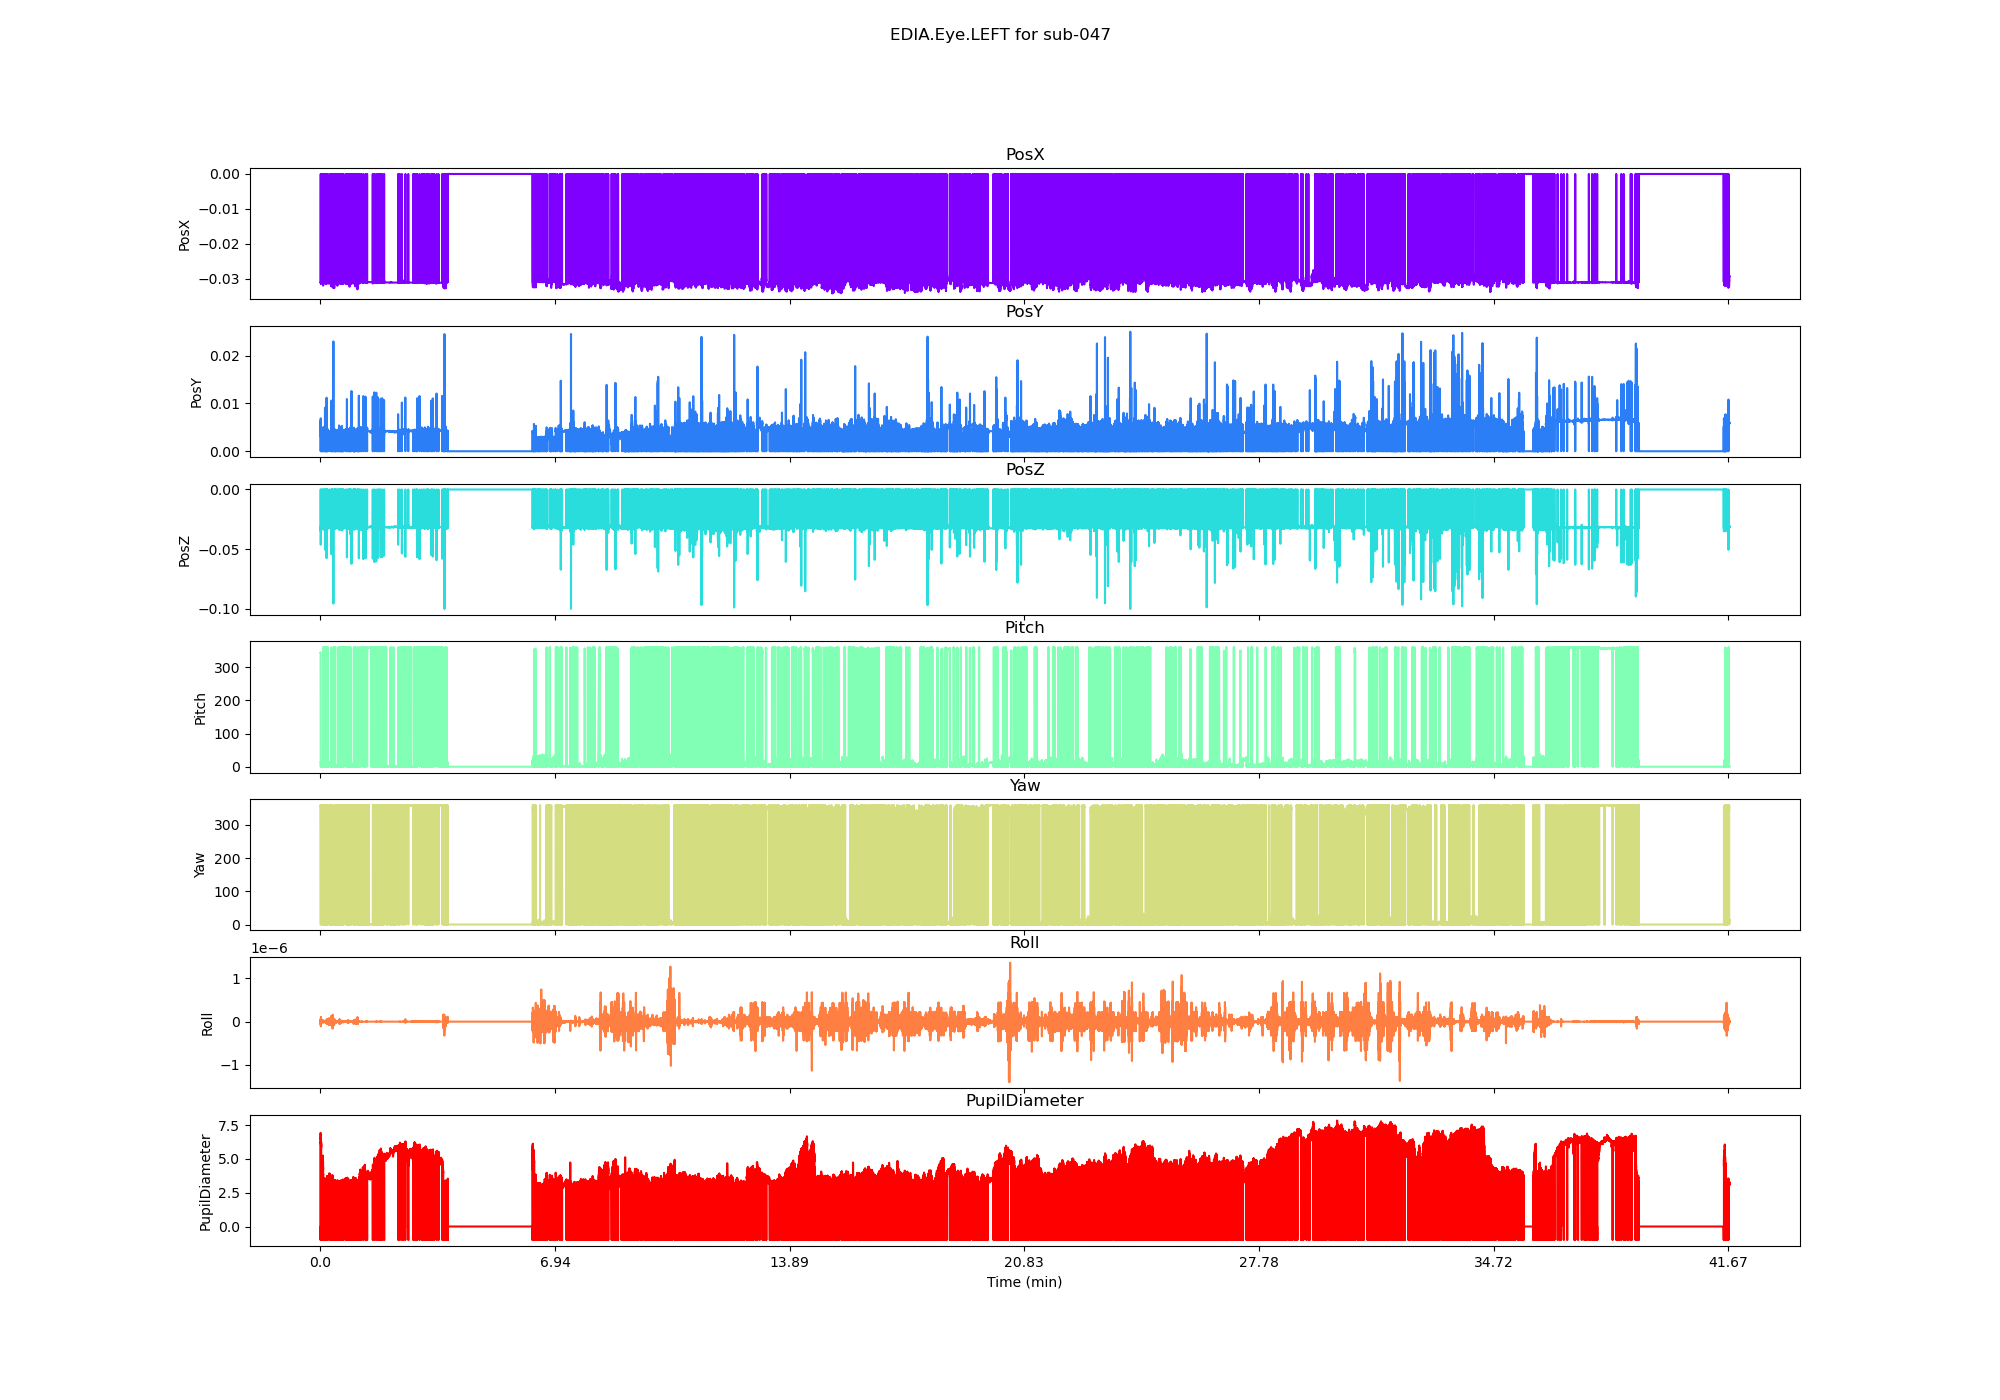 EDIA.Eye.LEFT for sub-047
PosX
0.00
−0.01
−0.02
−0.03
PosX
PosY
0.02
0.01
0.00
PosY
PosZ
0.00
−0.05
−0.10
PosZ
Pitch
300
200
100
0
Pitch
Yaw
300
200
100
0
Yaw
1e−6
Roll
1
0
−1
Roll
PupilDiameter
7.5
5.0
2.5
0.0
PupilDiameter
0.0 6.94 13.89 20.83 27.78 34.72 41.67
Time (min)